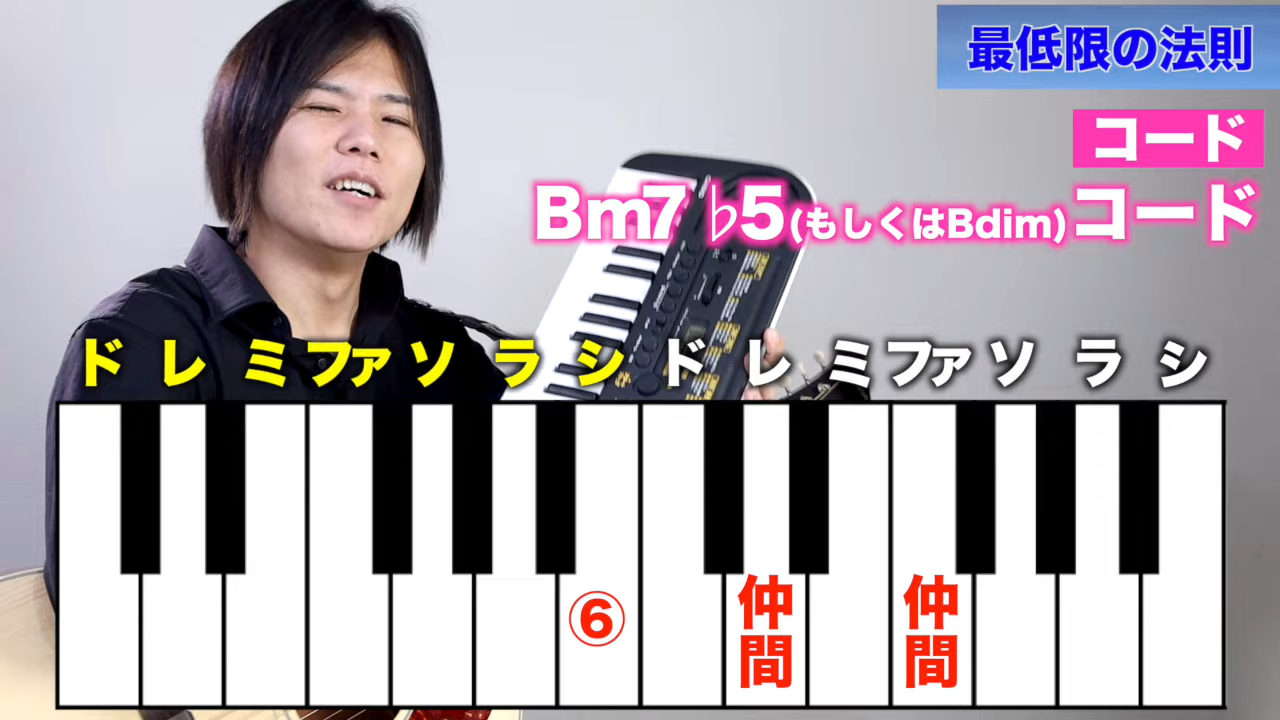 最低限の法則
コード
Bm7♭5(もしくはBdim)コード
ド レ ミ ファ ソ ラ シ ド レ ミ ファ ソ ラ シ
⑥ 仲間 仲間